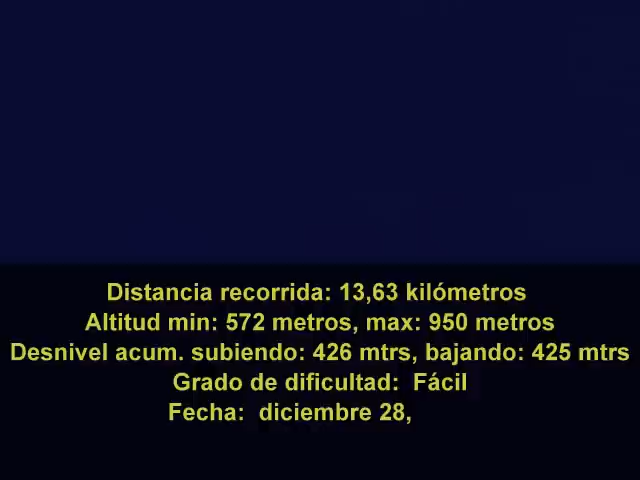 Distancia recorrida: 13,63 kilómetros
Altitud min: 572 metros, max: 950 metros
Desnivel acum. subiendo: 426 mtrs, bajando: 425 mtrs
Grado de dificultad:  Fácil
Fecha:  diciembre 28,